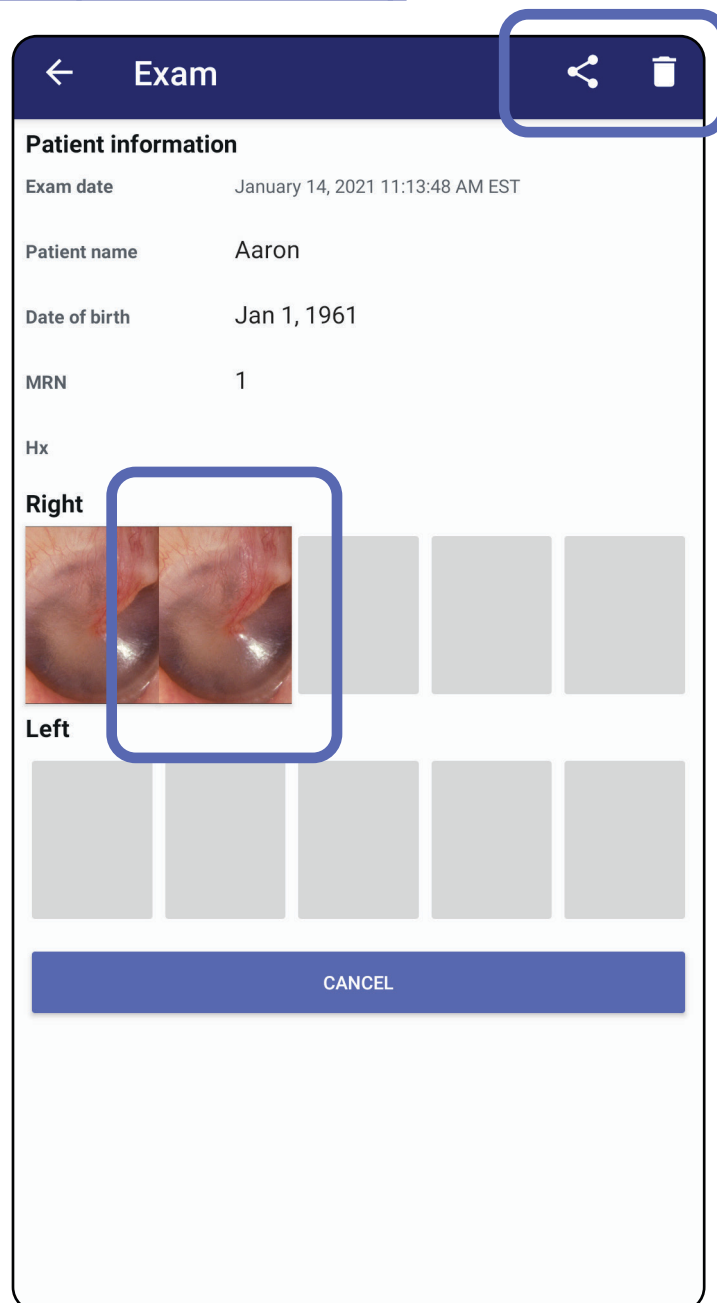 Exam
Patient information
Exam date January 14, 2021 11:13:48 AM EST
Patient name Aaron
Date of birth Jan 1, 1961
MRN 1
Hx
Right
Left
CANCEL